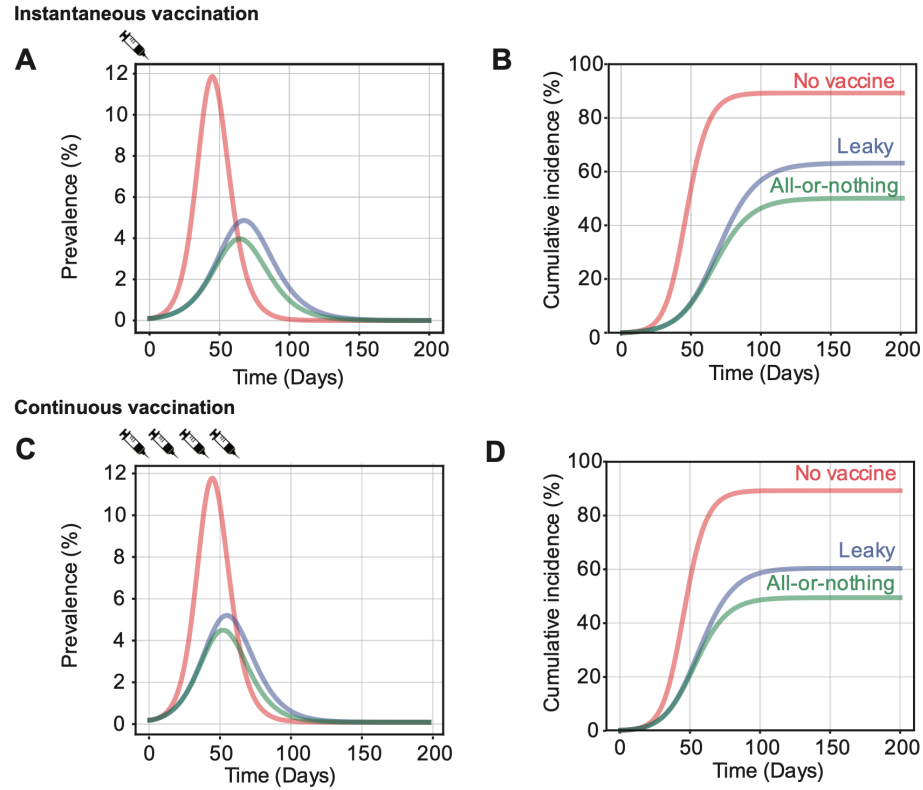 Instantaneous vaccination
A
B
Prevalence (%)
12
10
8
6
4
2
0
0 50 100 150 200
Time (Days)
Cumulative incidence (%)
100
80
60
40
20
0
No vaccine
Leaky
All-or-nothing
0 50 100 150 200
Time (Days)
Continuous vaccination
C
D
Prevalence (%)
12
10
8
6
4
2
0
0 50 100 150 200
Time (Days)
Cumulative incidence (%)
100
80
60
40
20
0
No vaccine
Leaky
All-or-nothing
0 50 100 150 200
Time (Days)